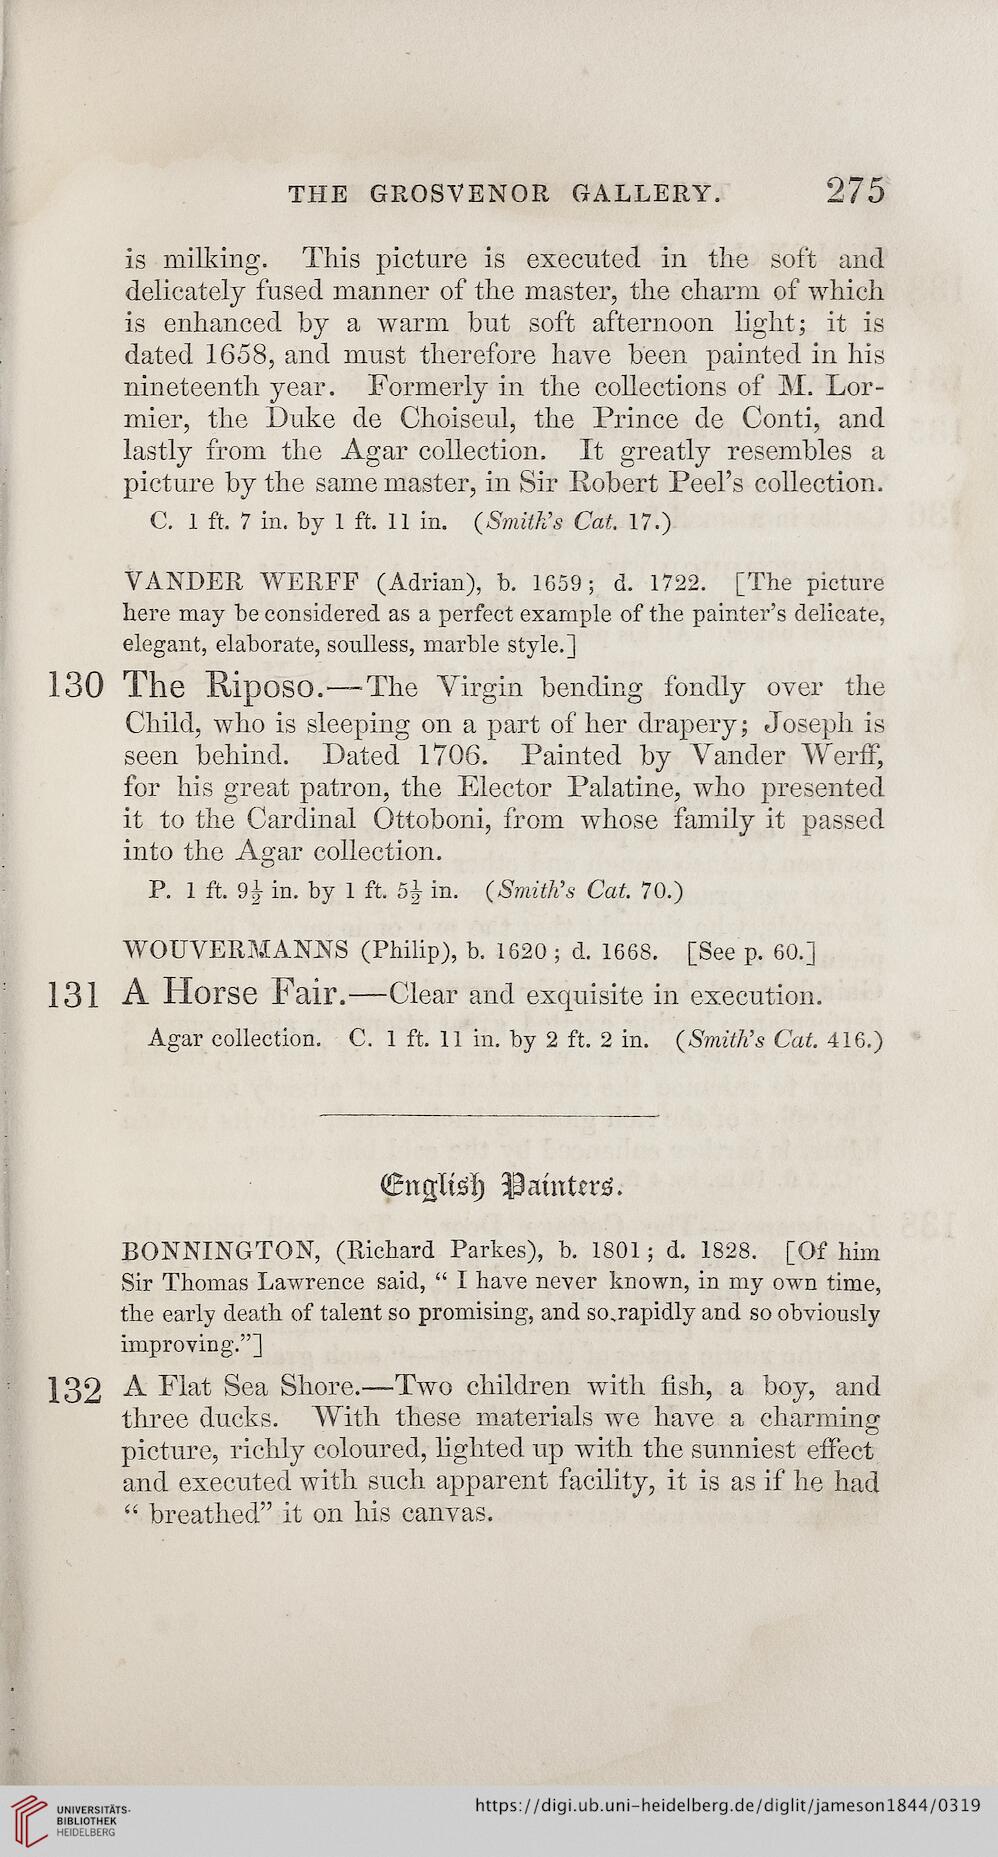 THE GROSVENOR GALLERY. 275
is milking. This picture is executed in the soft and
delicately fused manner of the master, the charm of which
is enhanced by a warm but soft afternoon light; it is
dated 1658, and must therefore have been painted in his
nineteenth year. Formerly in the collections of M. Lor-
mier, the Duke de Choiseul, the Prince de Conti, and
lastly from the Agar collection. It greatly resembles a
picture by the same master, in Sir Robert Peel's collection.
C. 1 ft. 7 in. by 1 ft. 11 in. (Smith's Cat. 17.)
VANDER WERFF (Adrian), b. 1659; d. 1722. [The picture
here may be considered as a perfect example of the painter's delicate,
elegant, elaborate, soulless, marble style.]
130 The Riposo.—The Virgin bending fondly over the
Child, who is sleeping on a part of her drapery; Joseph is
seen behind. Dated 1706. Painted by Vander Werff,
for his great patron, the Elector Palatine, who presented
it to the Cardinal Ottoboni, from whose family it passed
into the Agar collection.
P. 1 ft. 9½ in. by 1 ft. 5½ in. (Smith's Cat. 70.)
WOUVERMANNS (Philip), b. 1620; d. 1668. [See p. 60.]
131 A Horse Fair.—Clear and exquisite in execution.
Agar collection. C. 1 ft. 11 in. by 2 ft. 2 in. (Smith's Cat. 416.)
English Painters.
BONNINGTON, (Richard Parkes), b. 1801; d. 1828. [Of him
Sir Thomas Lawrence said, " I have never known, in my own time,
the early death of talent so promising, and so rapidly and so obviously
improving."]
132 A Flat Sea Shore.—Two children with fish, a boy, and
three ducks. With these materials we have a charming
picture, richly coloured, lighted up with the sunniest effect
and executed with such apparent facility, it is as if he had
" breathed" it on his canvas.
UNIVERSITÄTS-
BIBLIOTHEK
HEIDELBERG
https://digi.ub.uni-heidelberg.de/diglit/jameson1844/0319